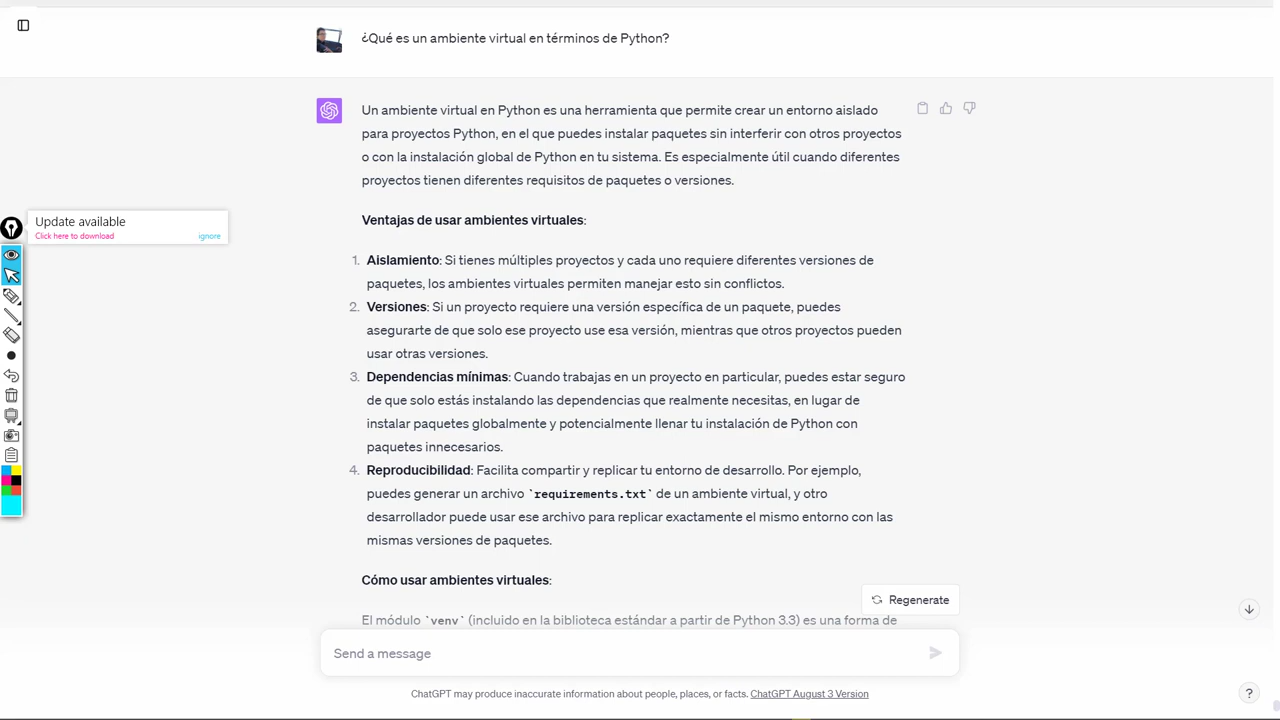 ¿Qué es un ambiente virtual en términos de Python?
Un ambiente virtual en Python es una herramienta que permite crear un entorno aislado
para proyectos Python, en el que puedes instalar paquetes sin interferir con otros proyectos
o con la instalación global de Python en tu sistema. Es especialmente útil cuando diferentes
proyectos tienen diferentes requisitos de paquetes o versiones.
Update available
Click here to download
ignore
Ventajas de usar ambientes virtuales:
1. Aislamiento: Si tienes múltiples proyectos y cada uno requiere diferentes versiones de
paquetes, los ambientes virtuales permiten manejar esto sin conflictos.
2. Versiones: Si un proyecto requiere una versión específica de un paquete, puedes
asegurarte de que solo ese proyecto use esa versión, mientras que otros proyectos pueden
usar otras versiones.
3. Dependencias mínimas: Cuando trabajas en un proyecto en particular, puedes estar seguro
de que solo estás instalando las dependencias que realmente necesitas, en lugar de
instalar paquetes globalmente y potencialmente llenar tu instalación de Python con
paquetes innecesarios.
4. Reproducibilidad: Facilita compartir y replicar tu entorno de desarrollo. Por ejemplo,
puedes generar un archivo `requirements.txt` de un ambiente virtual, y otro
desarrollador puede usar ese archivo para replicar exactamente el mismo entorno con las
mismas versiones de paquetes.
Cómo usar ambientes virtuales:
Regenerate
El módulo `venv` (incluido en la biblioteca estándar a partir de Python 3.3) es una forma de
Send a message
ChatGPT may produce inaccurate information about people, places, or facts. ChatGPT August 3 Version
?